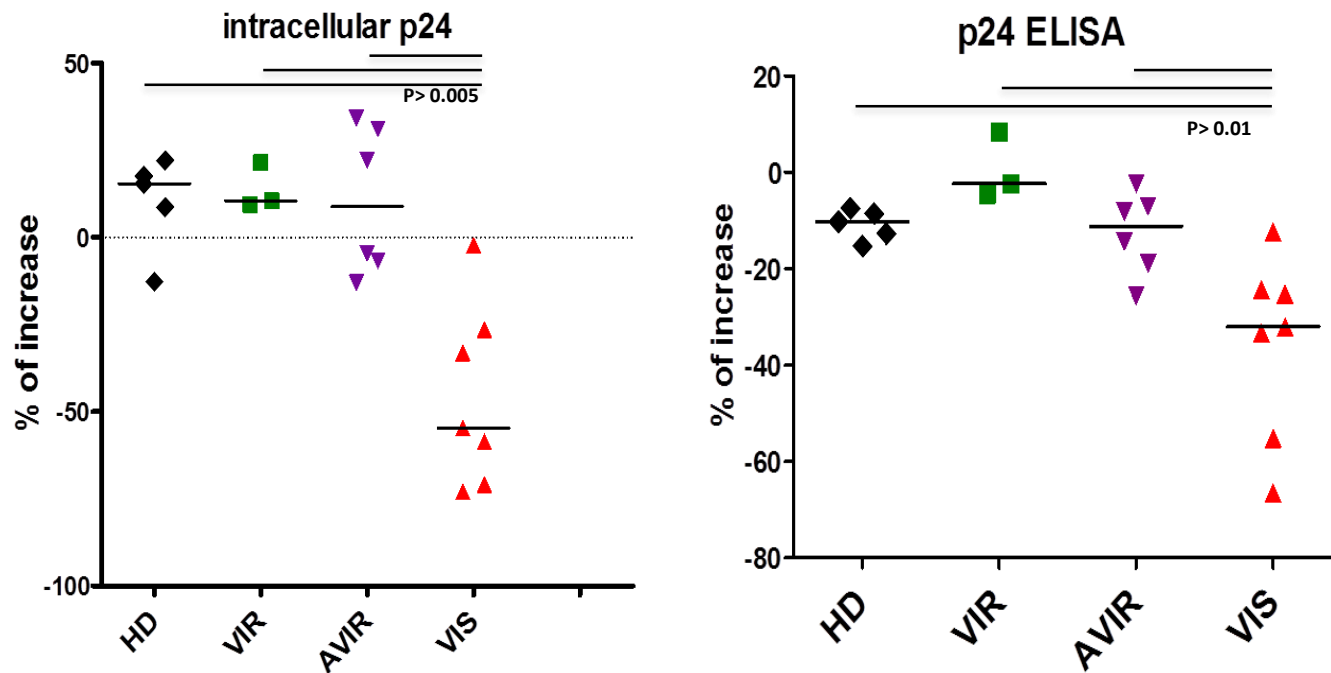 intracellular p24
50
P> 0.005
0
-50
-100
% of increase
HD
VIR
AVIR
VIS
p24 ELISA
20
P> 0.01
0
-20
-40
-60
-80
% of increase
HD
VIR
AVIR
VIS